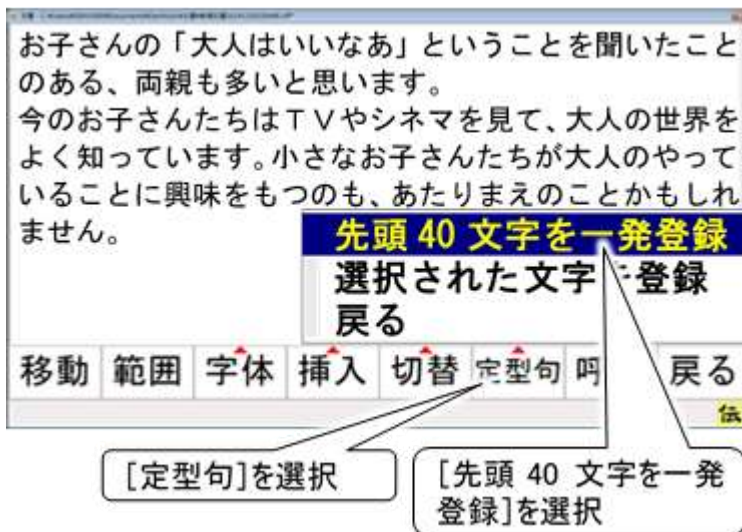 お子さんの「大人はいいなあ」ということを聞いたこと
のある、両親も多いと思います。
今のお子さんたちはTVやシネマを見て、大人の世界を
よく知っています。小さなお子さんたちが大人のやって
いることに興味をもつのも、あたりまえのことかもしれ
ません。
先頭 40 文字を一発登録
選択された文字 登録
戻る
移動 範囲 字体 挿入 切替 定型句 戻る
伝
[定型句]を選択
[先頭 40 文字を一発
登録]を選択